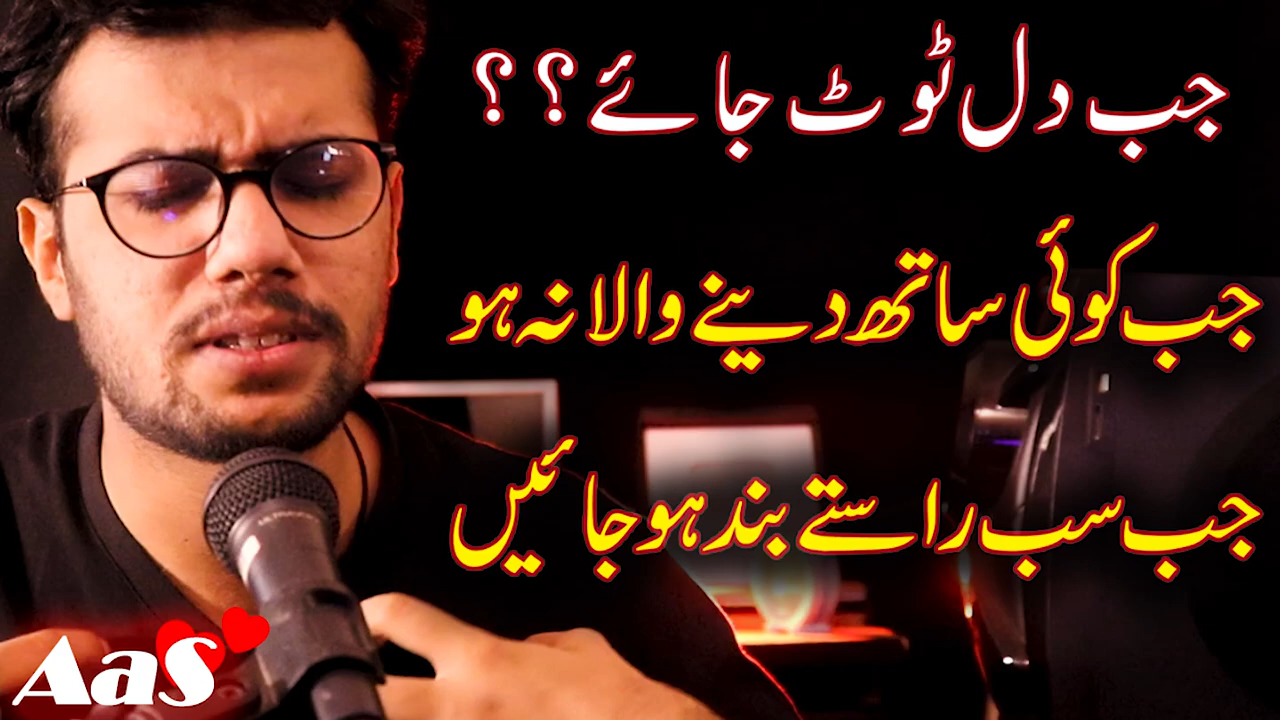 جب دل ٹوٹ جائے؟؟
جب کوئی ساتھ دینے والا نہ ہو
جب سب راستے بند ہو جائیں
AaS